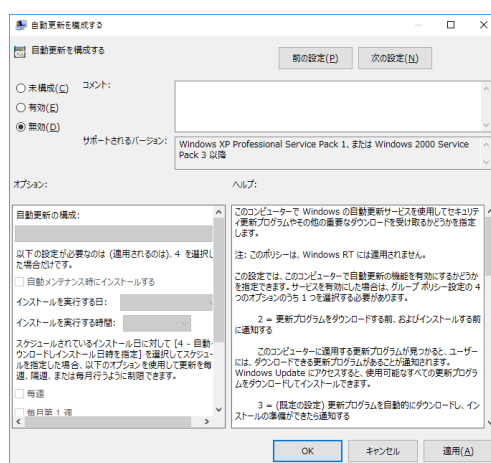 自動更新を構成する
自動更新を構成する
前の設定(P)
次の設定(N)
未構成(C)
コメント:
有効(E)
無効(D)
サポートされるバージョン:
Windows XP Professional Service Pack 1、または Windows 2000 Service
Pack 3 以降
オプション:
ヘルプ:
自動更新の構成:
以下の設定が必要なのは (適用されるのは)、4 を選択し
た場合だけです。
自動メンテナンス時にインストールする
インストールを実行する日:
インストールを実行する時間:
スケジュールされているインストール日に対して [4 - 自動
ウンロードしインストール日時を指定] を選択してスケジュー
ルを指定した場合、以下のオプションを使用して更新を毎
週、隔週、または毎月行うように制限できます。
毎週
毎月第 1 週
このコンピューターで Windows の自動更新サービスを使用してセキュリテ
ィ更新プログラムやその他の重要なダウンロードを受け取るかどうかを指定
します。
注: このポリシーは、Windows RT には適用されません。
この設定では、このコンピューターで自動更新の機能を有効にするかどうか
を指定できます。サービスを有効にした場合は、グループ ポリシー設定の 4
つのオプションのうち 1 つを選択する必要があります。
2 = 更新プログラムをダウンロードする前、およびインストールする前
に通知する
このコンピューターに適用する更新プログラムが見つかると、ユーザー
には、ダウンロードできる更新プログラムがあることが通知されます。
Windows Update にアクセスすると、使用可能なすべての更新プログラ
ムをダウンロードしてインストールできます。
3 = (既定の設定) 更新プログラムを自動的にダウンロードし、イン
ストールの準備ができたら通知する
OK
キャンセル
適用(A)